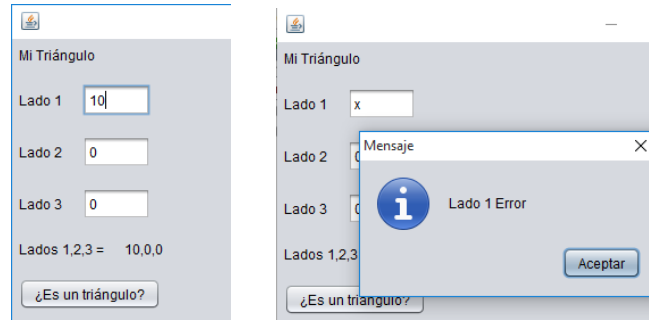 Mi Triángulo
Lado 1 10
Lado 2 0
Lado 3 0
Lados 1,2,3 = 10,0,0
¿Es un triángulo?
Mi Triángulo
Lado 1 x
Mensaje
Lado 2
Lado 1 Error
Lado 3
Lados 1,2,3
Aceptar
¿Es un triángulo?